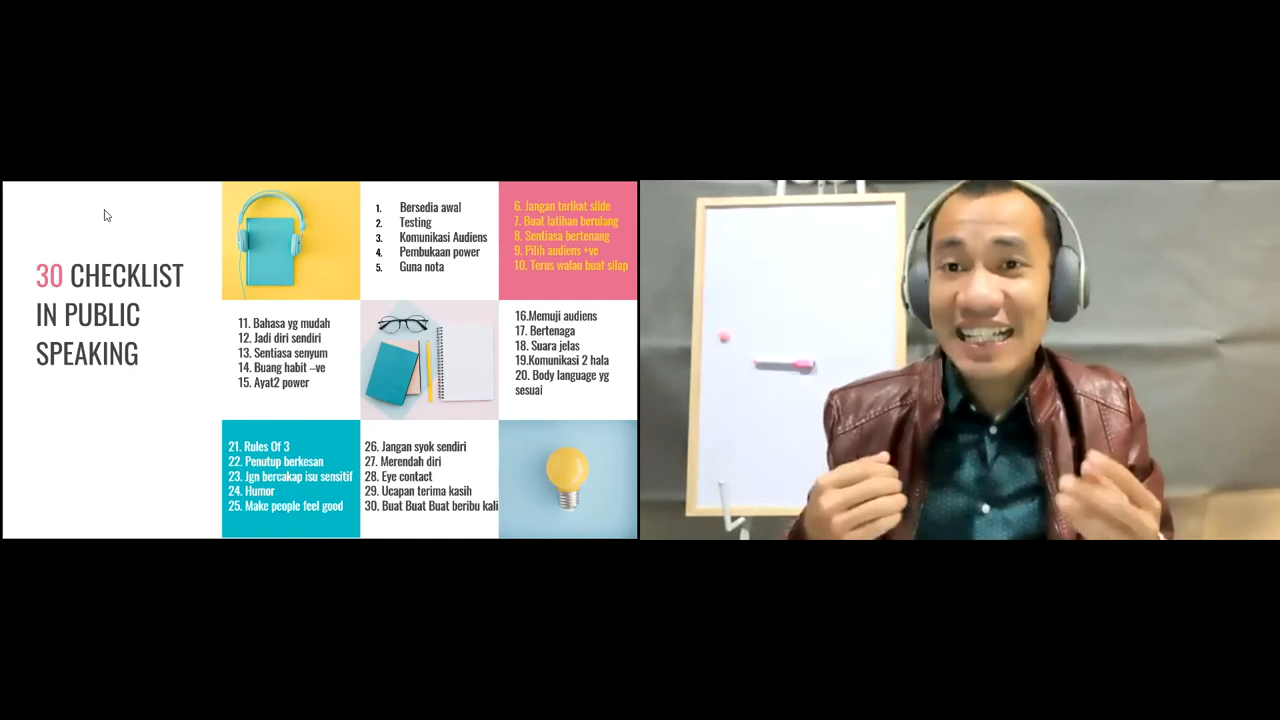 30 CHECKLIST
IN PUBLIC
SPEAKING
1. Bersedia awal
2. Testing
3. Komunikasi Audiens
4. Pembukaan power
5. Guna nota
6. Jangan terikat slide
7. Buat latihan berulang
8. Sentiasa bertenang
9. Pilih audiens +ve
10. Terus walau buat silap
11. Bahasa yg mudah
12. Jadi diri sendiri
13. Sentiasa senyum
14. Buang habit –ve
15. Ayat2 power
16.Memuji audiens
17. Bertenaga
18. Suara jelas
19.Komunikasi 2 hala
20. Body language yg
sesuai
21. Rules Of 3
22. Penutup berkesan
23. Jgn bercakap isu sensitif
24. Humor
25. Make people feel good
26. Jangan syok sendiri
27. Merendah diri
28. Eye contact
29. Ucapan terima kasih
30. Buat Buat Buat beribu kali